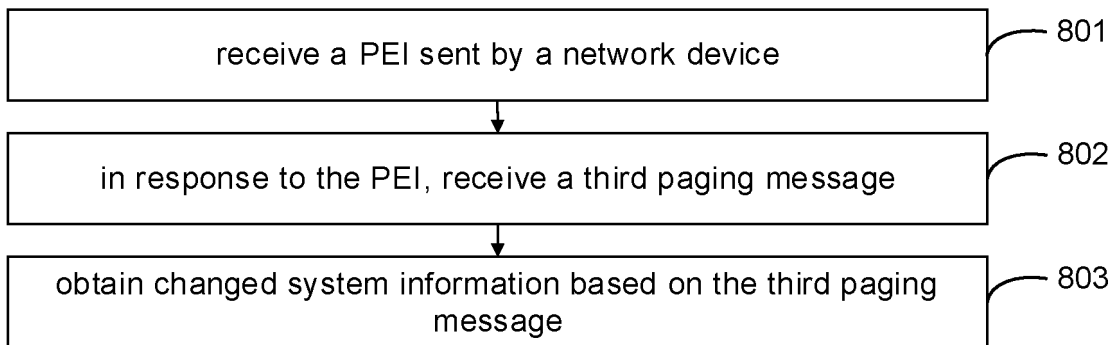 receive a PEI sent by a network device
801
in response to the PEI, receive a third paging message
802
obtain changed system information based on the third paging
message
803